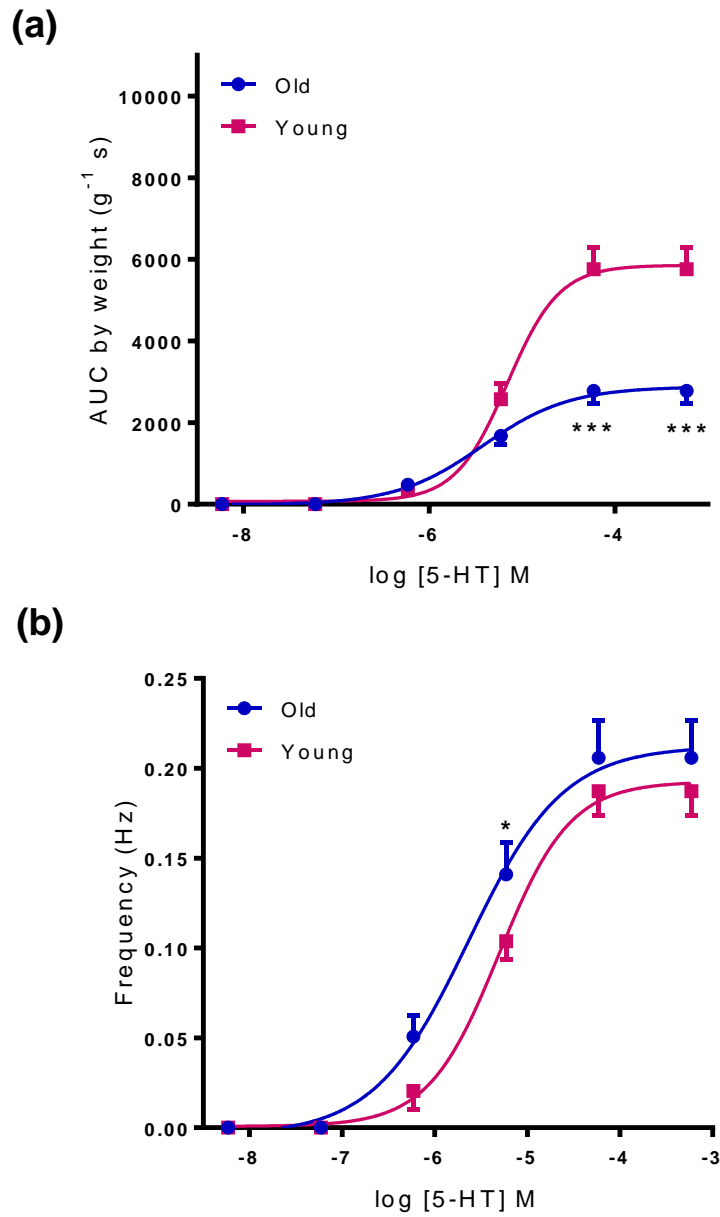 (a)
Old
Young
10000
8000
6000
4000
2000
0
AUC by weight (g⁻¹ s)
***
***
-8
-6
-4
log [5-HT] M
(b)
Old
Young
0.25
0.20
0.15
0.10
0.05
0.00
Frequency (Hz)
*
-8
-7
-6
-5
-4
-3
log [5-HT] M